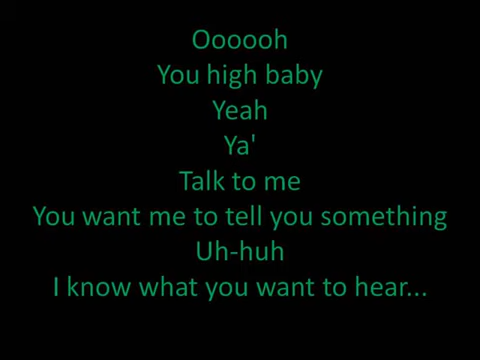 Oooooh
You high baby
Yeah
Ya'
Talk to me
You want me to tell you something
Uh-huh
I know what you want to hear...